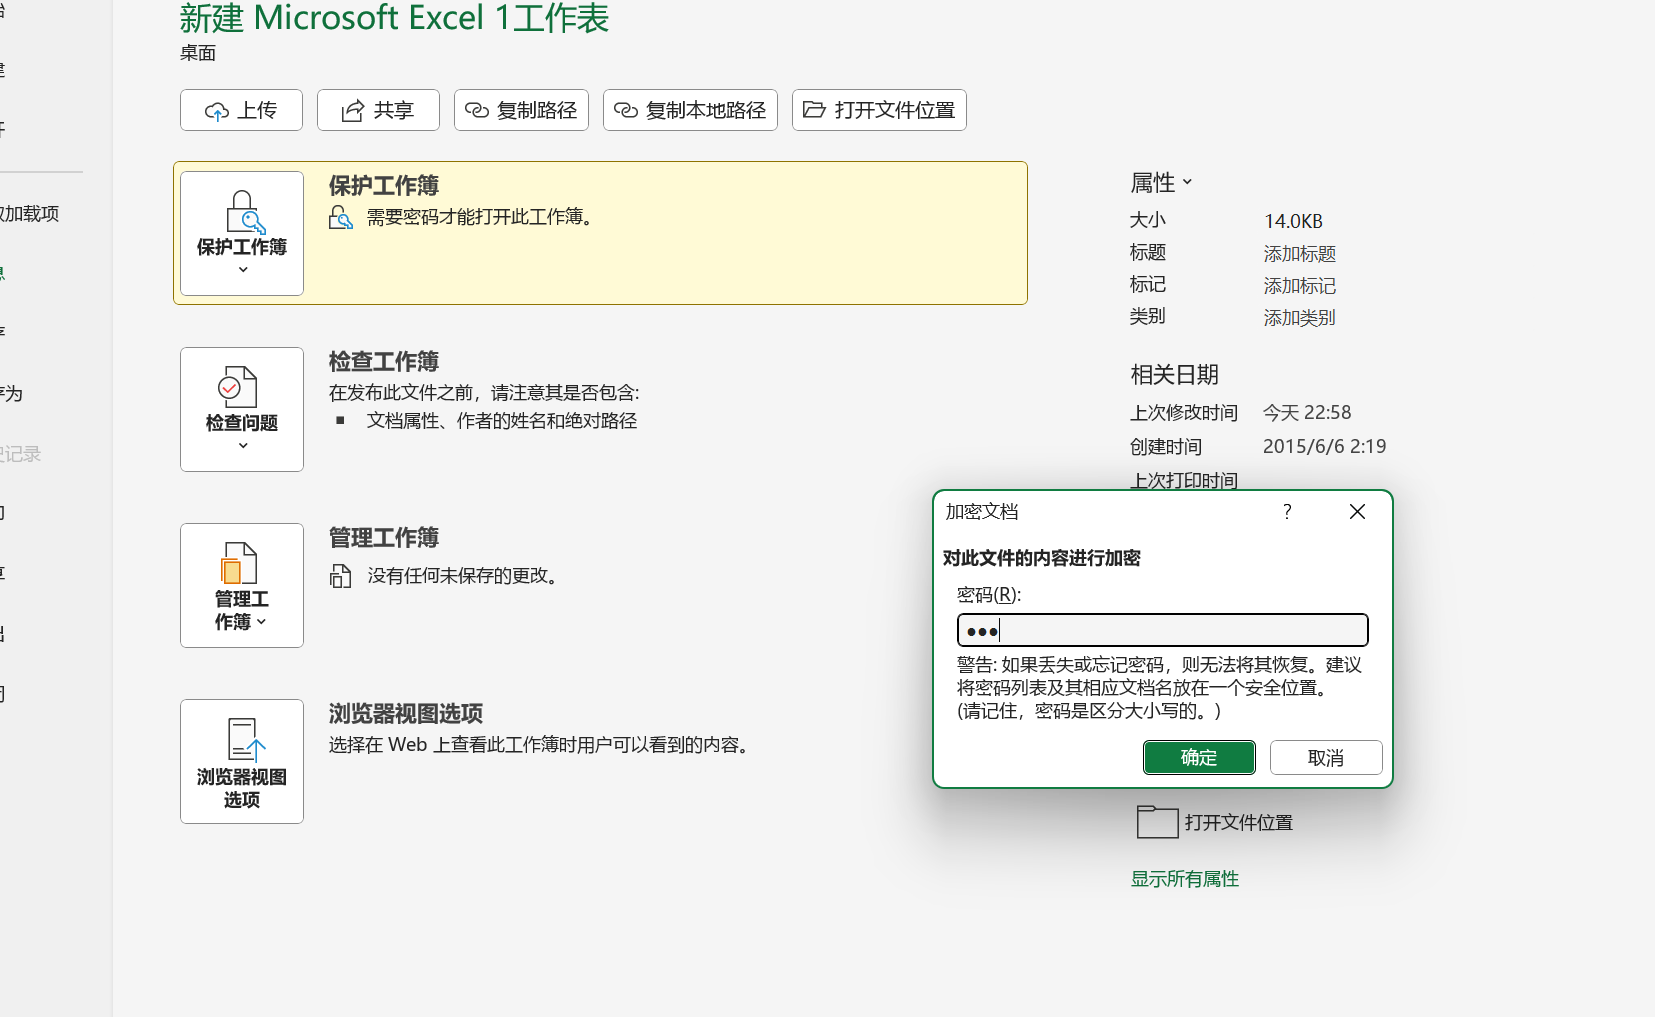 新建 Microsoft Excel 1工作表
桌面
上传
共享
复制路径
复制本地路径
打开文件位置
加载项
为
记录
保护工作簿
保护工作簿
需要密码才能打开此工作簿。
检查问题
检查工作簿
在发布此文件之前，请注意其是否包含:
▪ 文档属性、作者的姓名和绝对路径
管理工
作簿
管理工作簿
没有任何未保存的更改。
浏览器视图
选项
浏览器视图选项
选择在 Web 上查看此工作簿时用户可以看到的内容。
属性
大小 14.0KB
标题 添加标题
标记 添加标记
类别 添加类别
相关日期
上次修改时间 今天 22:58
创建时间 2015/6/6 2:19
上次打印时间
加密文档 ?
对此文件的内容进行加密
密码(R):
●●●
警告: 如果丢失或忘记密码，则无法将其恢复。建议
将密码列表及其相应文档名放在一个安全位置。
(请记住，密码是区分大小写的。)
确定
取消
打开文件位置
显示所有属性